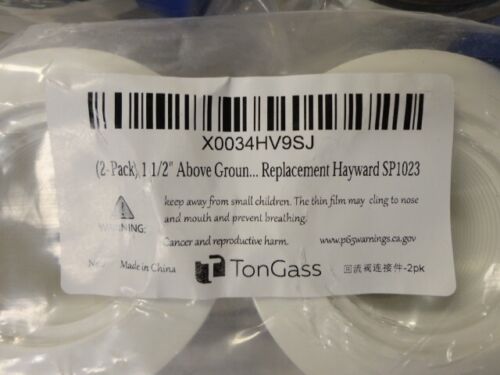 X0034HV9SJ
(2-Pack) 1 1/2" Above Groun... Replacement Hayward SP1023
WARNING:
keep away from small children. The thin film may cling to nose
and mouth and prevent breathing.
Cancer and reproductive harm. www.p65warnings.ca.gov
Made in China
TonGass
回流阀连接件-2pk